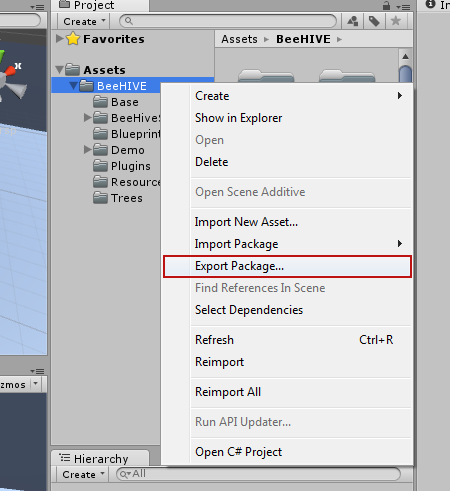 Project
Create
Favorites
Assets
BeeHIVE
Base
BeeHiveS
Blueprint
Demo
Plugins
Resource
Trees
Assets ▸ BeeHIVE ▸
In
Create
Show in Explorer
Open
Delete
Open Scene Additive
Import New Asset...
Import Package
Export Package...
Find References In Scene
Select Dependencies
Refresh Ctrl+R
Reimport
Reimport All
Run API Updater...
Open C# Project
zmos
Hierarchy
Create All